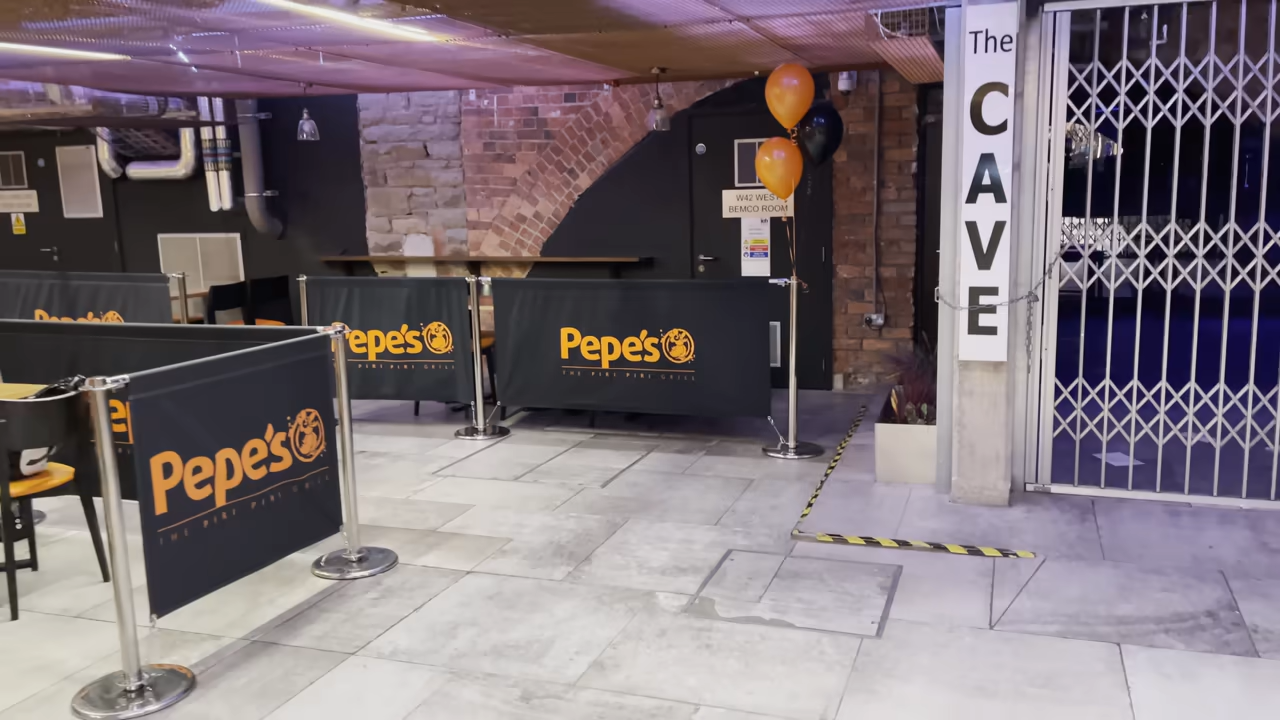 The
CAVE
W42 WEST
BEMCO ROOM
Pepe's
Pepe's
THE PIRI PIRI GRILL
Pepe's
THE PIRI PIRI GRILL
Pepe's
THE PIRI PIRI GRILL